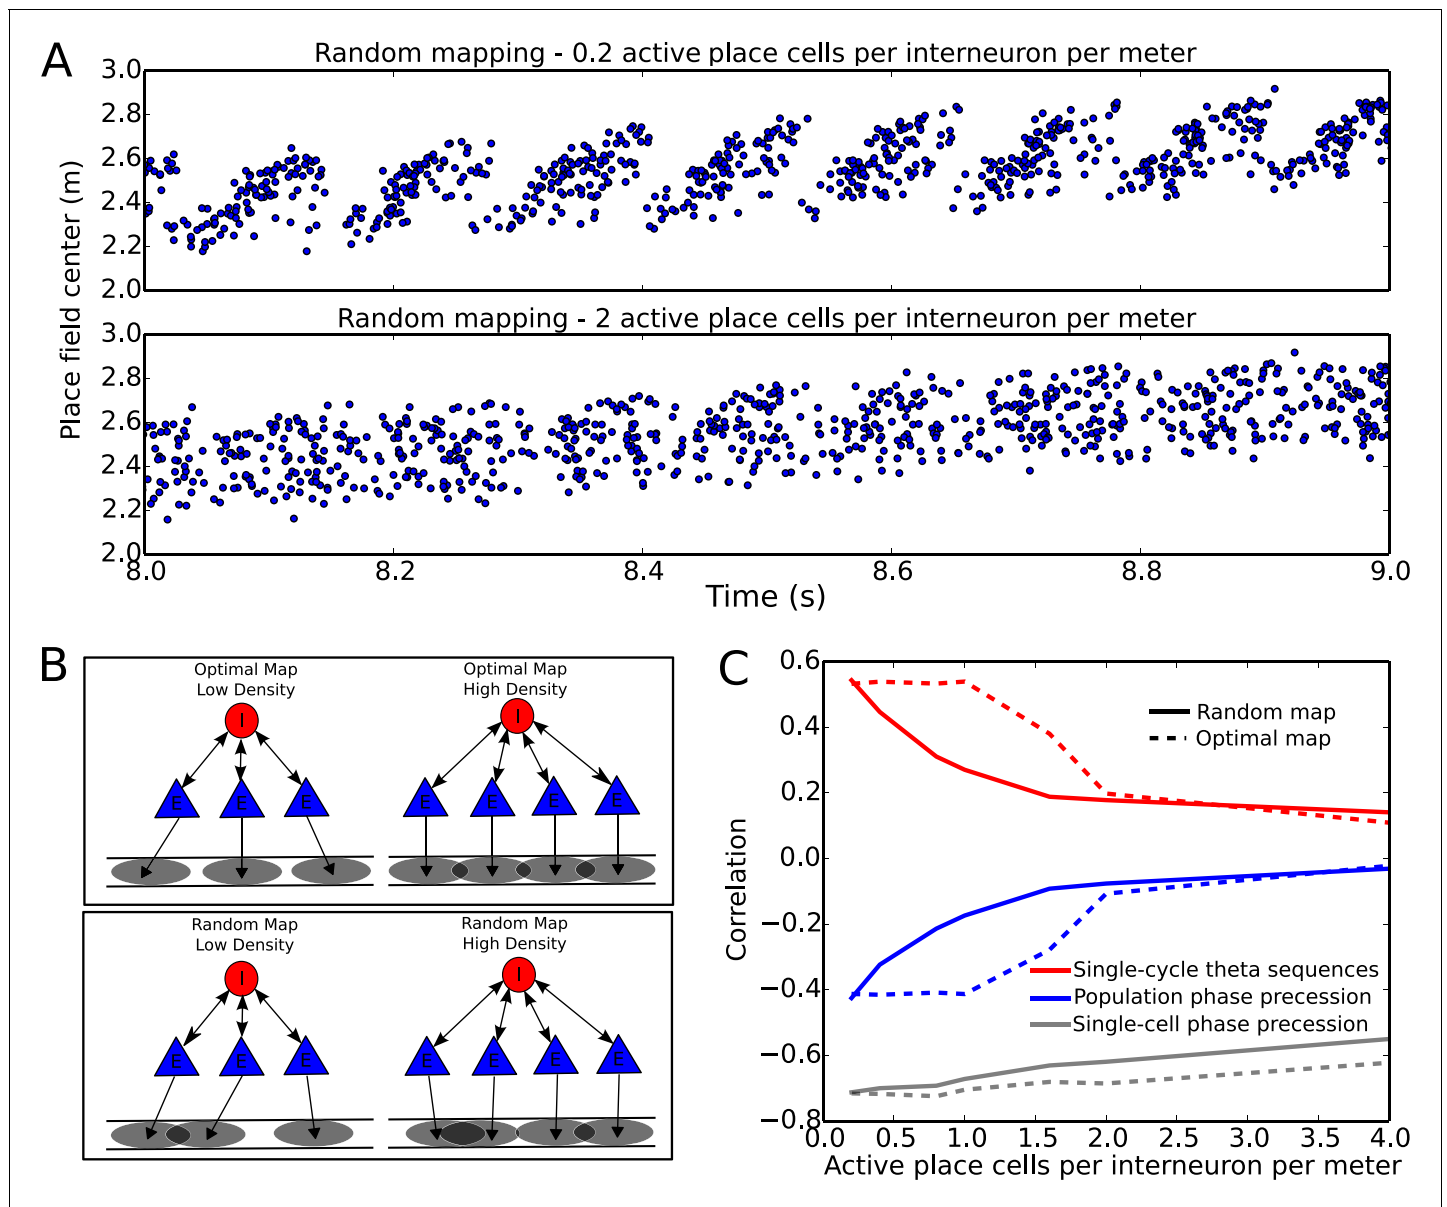 A
Random mapping - 0.2 active place cells per interneuron per meter
3.0
2.8
2.6
2.4
2.2
2.0
Place field center (m)
Random mapping - 2 active place cells per interneuron per meter
3.0
2.8
2.6
2.4
2.2
2.0
8.0 8.2 8.4 8.6 8.8 9.0
Time (s)
B
Optimal Map
Low Density
I
E E E
Optimal Map
High Density
I
E E E E
Random Map
Low Density
I
E E E
Random Map
High Density
I
E E E E
C
0.6
0.4
0.2
0.0
−0.2
−0.4
−0.6
−0.8
Correlation
Random map
Optimal map
Single-cycle theta sequences
Population phase precession
Single-cell phase precession
0.0 0.5 1.0 1.5 2.0 2.5 3.0 3.5 4.0
Active place cells per interneuron per meter